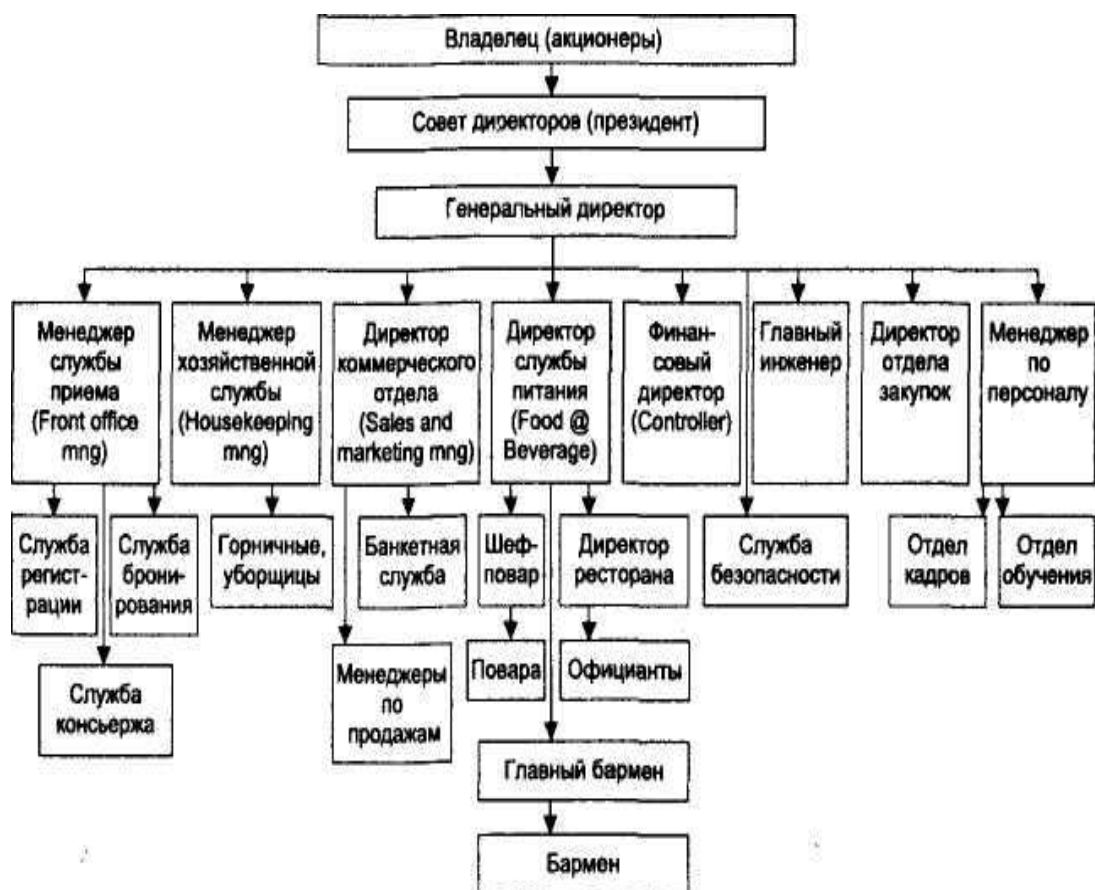 Владелец (акционеры)
Совет директоров (президент)
Генеральный директор
Менеджер
службы
приема
(Front office
mng)
Менеджер
хозяйственной
службы
(Housekeeping
mng)
Директор
коммерческого
отдела
(Sales and
marketing mng)
Директор
службы
питания
(Food @
Beverage)
Финан-
совый
директор
(Controller)
Главный
инженер
Директор
отдела
закупок
Менеджер
по
персоналу
Служба
регист-
рации
Служба
брони-
рования
Горничные,
уборщицы
Банкетная
служба
Шеф-
повар
Директор
ресторана
Служба
безопасности
Отдел
кадров
Отдел
обучения
Служба
консьержа
Менеджеры
по
продажам
Повара
Официанты
Главный бармен
Бармен